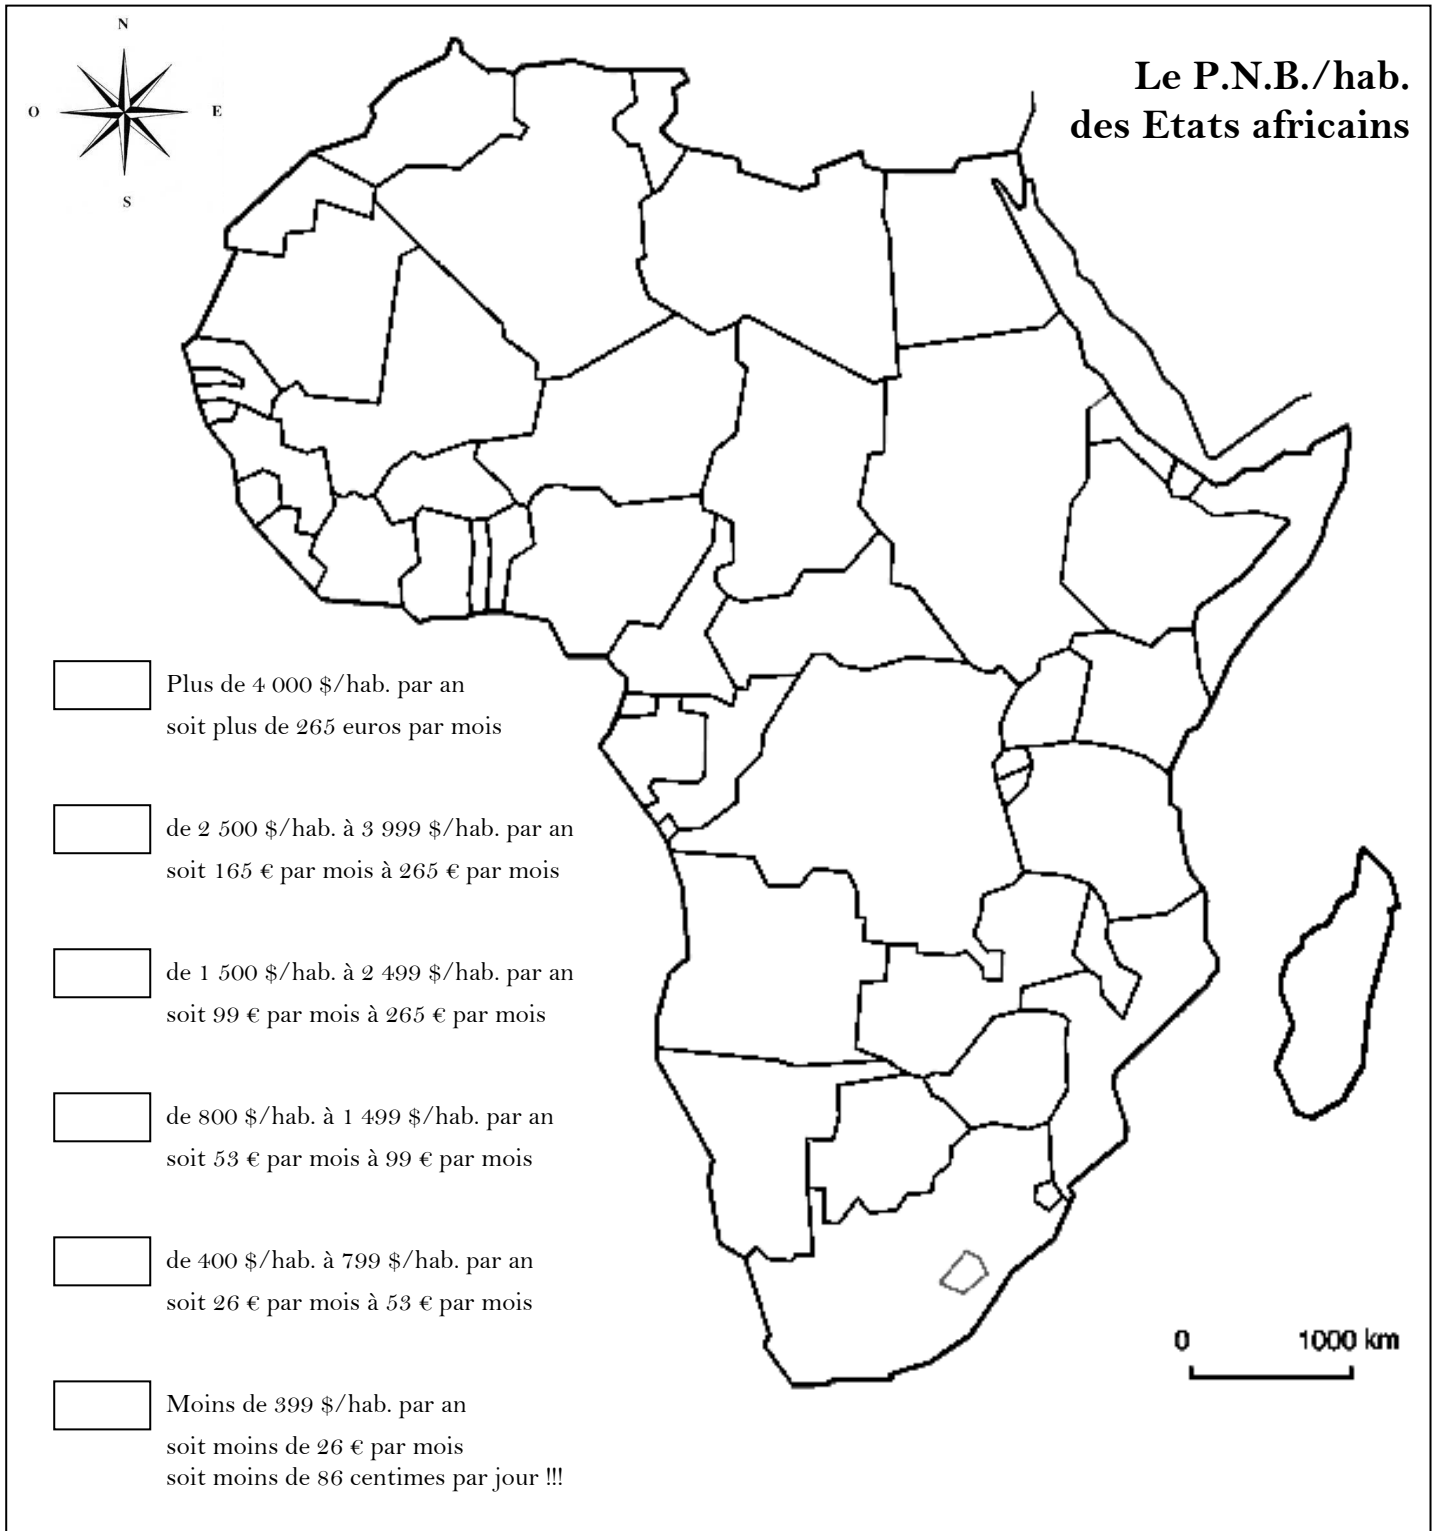 N
O
E
S
Le P.N.B./hab.
des Etats africains
Plus de 4 000 $/hab. par an
soit plus de 265 euros par mois
de 2 500 $/hab. à 3 999 $/hab. par an
soit 165 € par mois à 265 € par mois
de 1 500 $/hab. à 2 499 $/hab. par an
soit 99 € par mois à 265 € par mois
de 800 $/hab. à 1 499 $/hab. par an
soit 53 € par mois à 99 € par mois
de 400 $/hab. à 799 $/hab. par an
soit 26 € par mois à 53 € par mois
Moins de 399 $/hab. par an
soit moins de 26 € par mois
soit moins de 86 centimes par jour !!!
0 1000 km